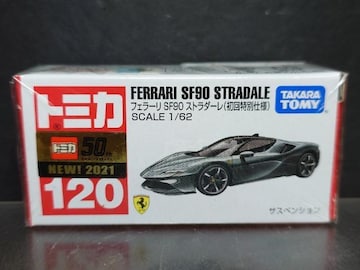 FERRARI SF90 STRADALE
フェラーリ SF90 ストラダーレ(初回特別仕様)
SCALE 1/62
TAKARA
TOMY
トミカ
トミカ 50th
NEW! 2021
120
サスペンション